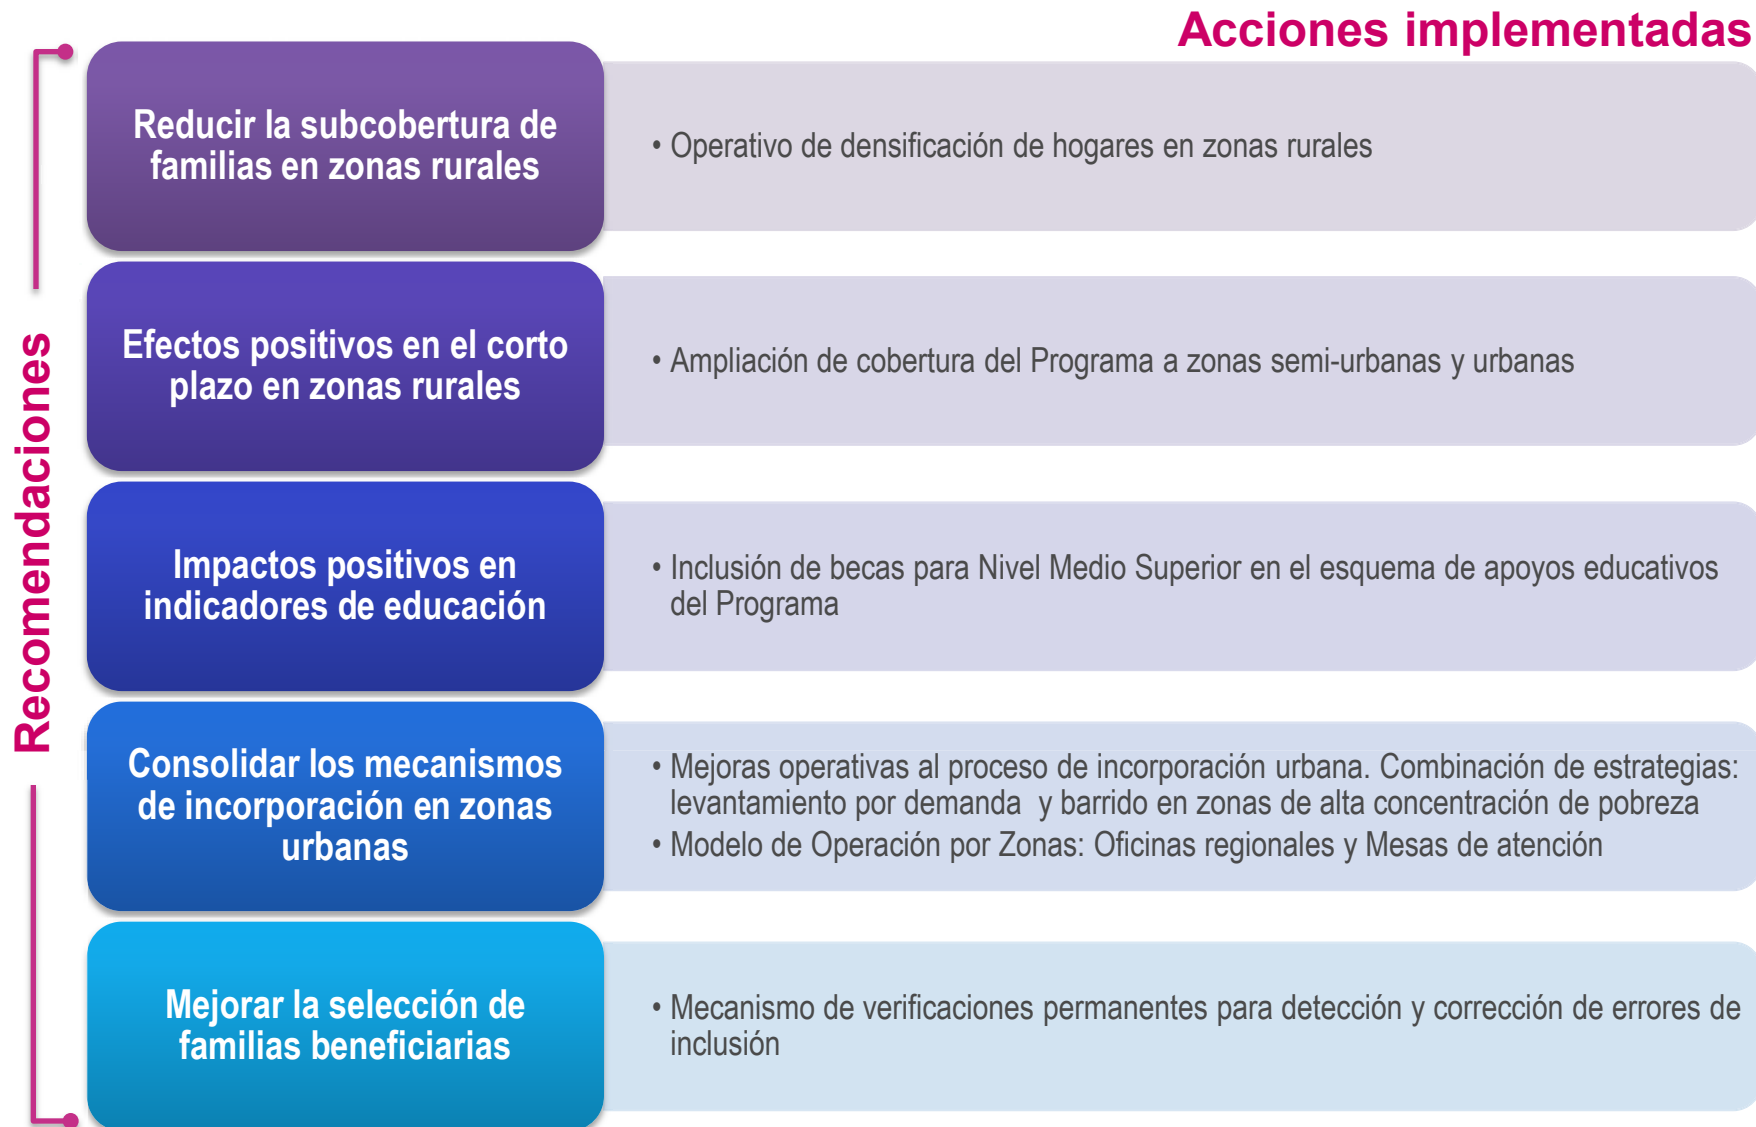 Acciones implementadas
Recomendaciones
Reducir la subcobertura de
familias en zonas rurales
• Operativo de densificación de hogares en zonas rurales
Efectos positivos en el corto
plazo en zonas rurales
• Ampliación de cobertura del Programa a zonas semi-urbanas y urbanas
Impactos positivos en
indicadores de educación
• Inclusión de becas para Nivel Medio Superior en el esquema de apoyos educativos
del Programa
Consolidar los mecanismos
de incorporación en zonas
urbanas
• Mejoras operativas al proceso de incorporación urbana. Combinación de estrategias:
levantamiento por demanda  y barrido en zonas de alta concentración de pobreza
• Modelo de Operación por Zonas: Oficinas regionales y Mesas de atención
Mejorar la selección de
familias beneficiarias
• Mecanismo de verificaciones permanentes para detección y corrección de errores de
inclusión